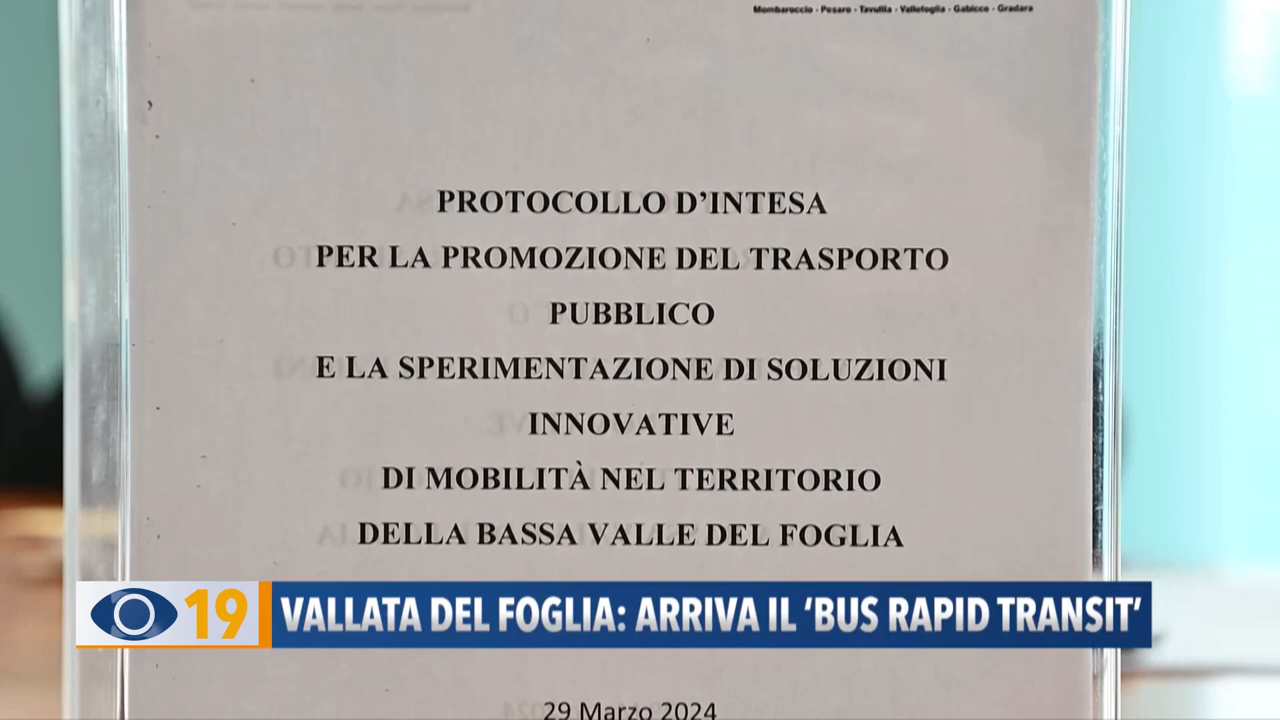 Mombaroccio - Pesaro - Tavullia - Vallefoglia - Gabicce - Gradara
PROTOCOLLO D'INTESA
PER LA PROMOZIONE DEL TRASPORTO
PUBBLICO
E LA SPERIMENTAZIONE DI SOLUZIONI
INNOVATIVE
DI MOBILITÀ NEL TERRITORIO
DELLA BASSA VALLE DEL FOGLIA
19 VALLATA DEL FOGLIA: ARRIVA IL ‘BUS RAPID TRANSIT’
29 Marzo 2024